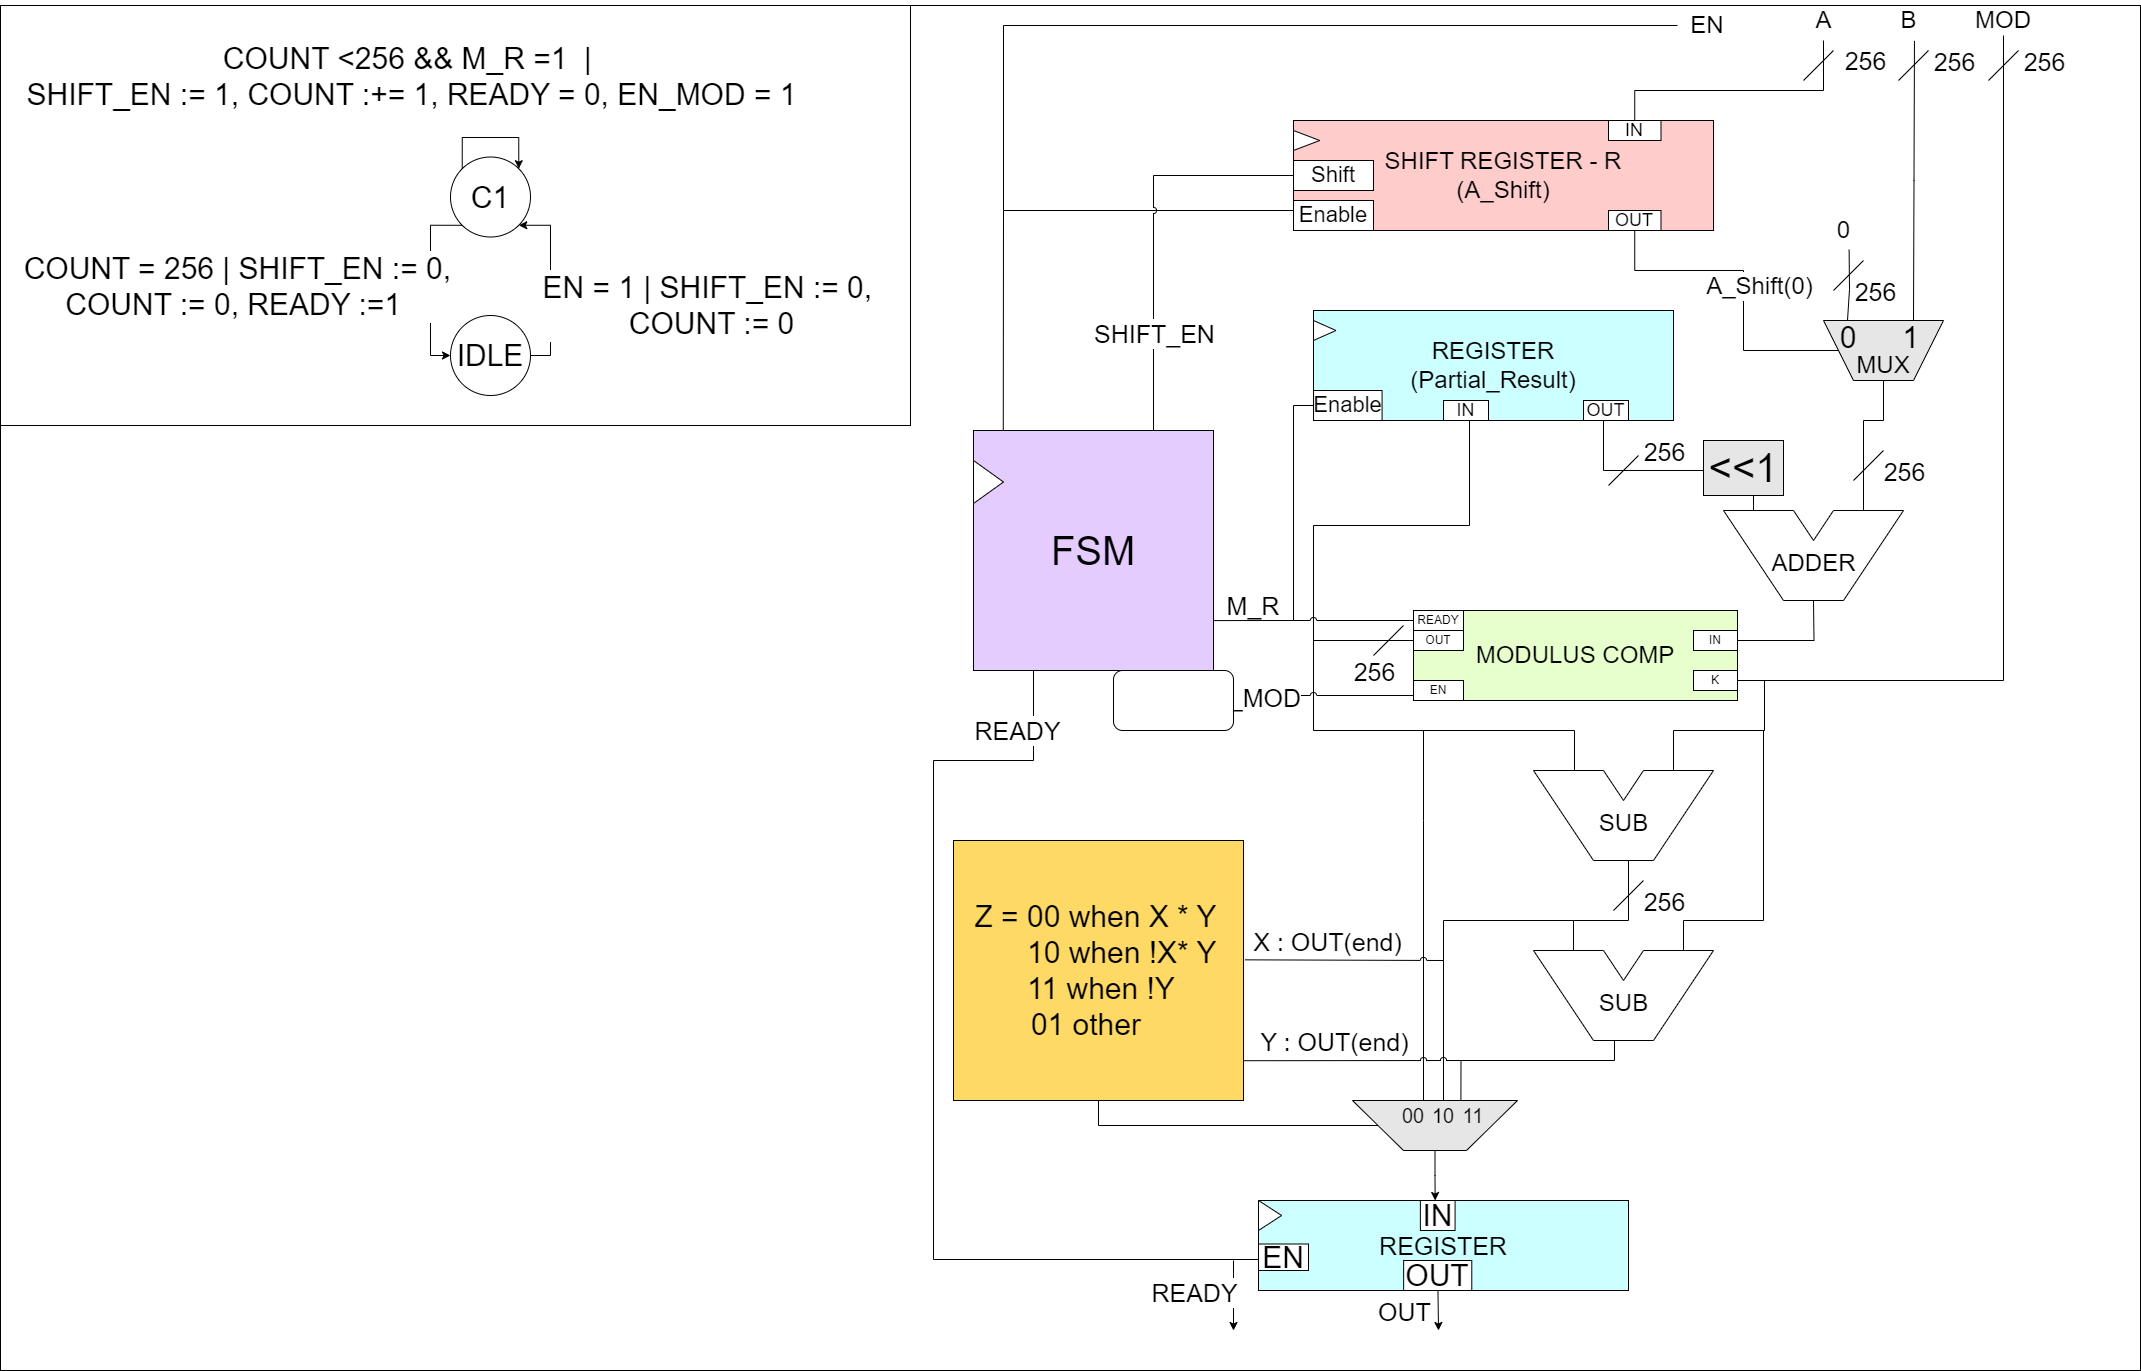 COUNT <256 && M_R =1 |
SHIFT_EN := 1, COUNT :+= 1, READY = 0, EN_MOD = 1
C1
COUNT = 256 | SHIFT_EN := 0,
COUNT := 0, READY :=1
EN = 1 | SHIFT_EN := 0,
COUNT := 0
IDLE
EN
A
B
MOD
256
256
256
IN
SHIFT REGISTER - R
(A_Shift)
Shift
Enable
OUT
0
A_Shift(0)
256
0
1
MUX
SHIFT_EN
REGISTER
(Partial_Result)
Enable
IN
OUT
256
<<1
256
FSM
ADDER
M_R
READY
OUT
IN
MODULUS COMP
256
K
EN
_MOD
READY
SUB
256
Z = 00 when X * Y
10 when !X* Y
11 when !Y
01 other
X : OUT(end)
SUB
Y : OUT(end)
00 10 11
IN
REGISTER
EN
OUT
READY
OUT